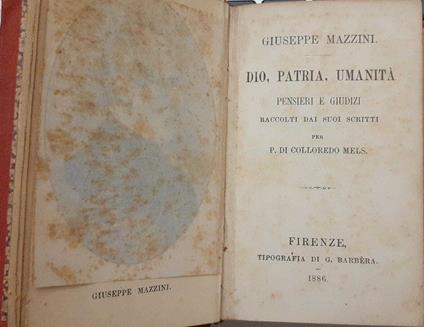 GIUSEPPE MAZZINI.
GIUSEPPE MAZZINI.
DIO, PATRIA, UMANITÀ
PENSIERI E GIUDIZI
RACCOLTI DAI SUOI SCRITTI
PER
P. DI COLLOREDO MELS.
FIRENZE,
TIPOGRAFIA DI G. BARBÈRA.
1886.